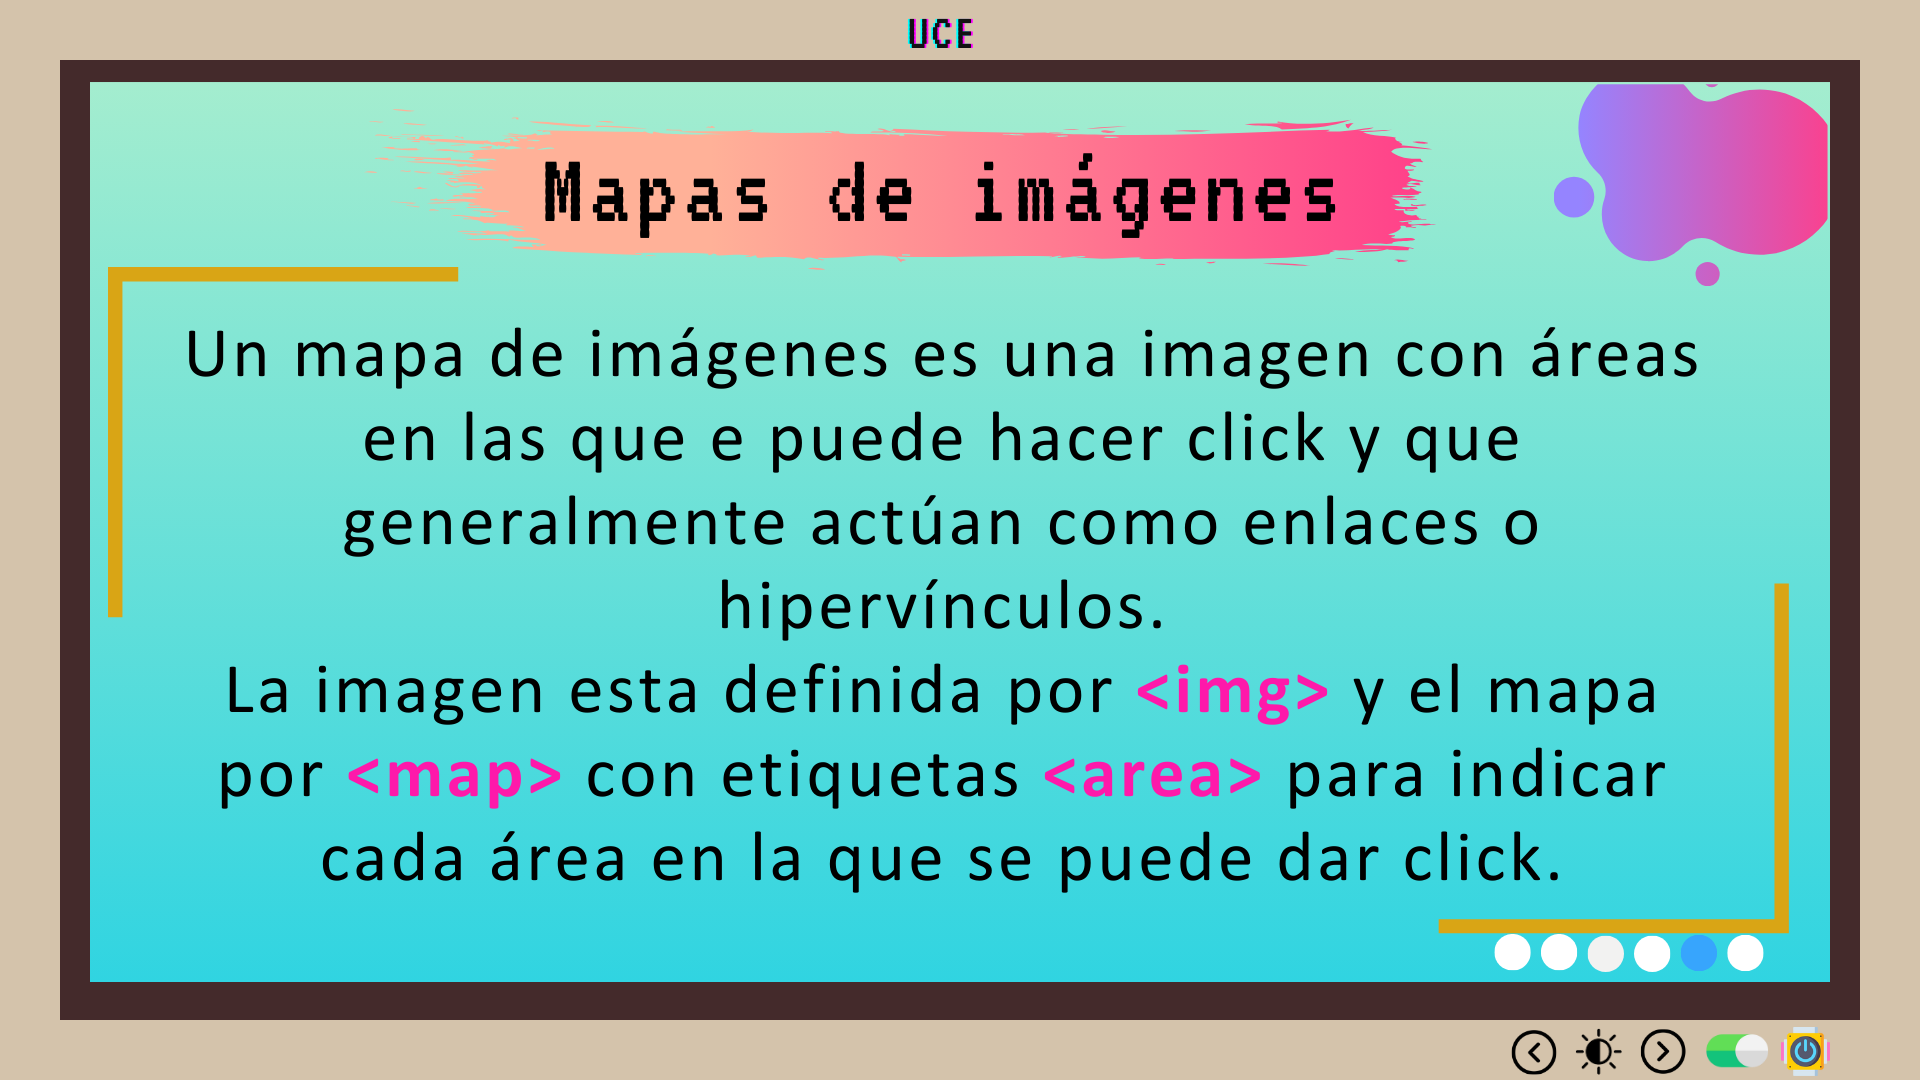 UCE
Mapas de imágenes
Un mapa de imágenes es una imagen con áreas
en las que e puede hacer click y que
generalmente actúan como enlaces o
hipervínculos.
La imagen esta definida por <img> y el mapa
por <map> con etiquetas <area> para indicar
cada área en la que se puede dar click.